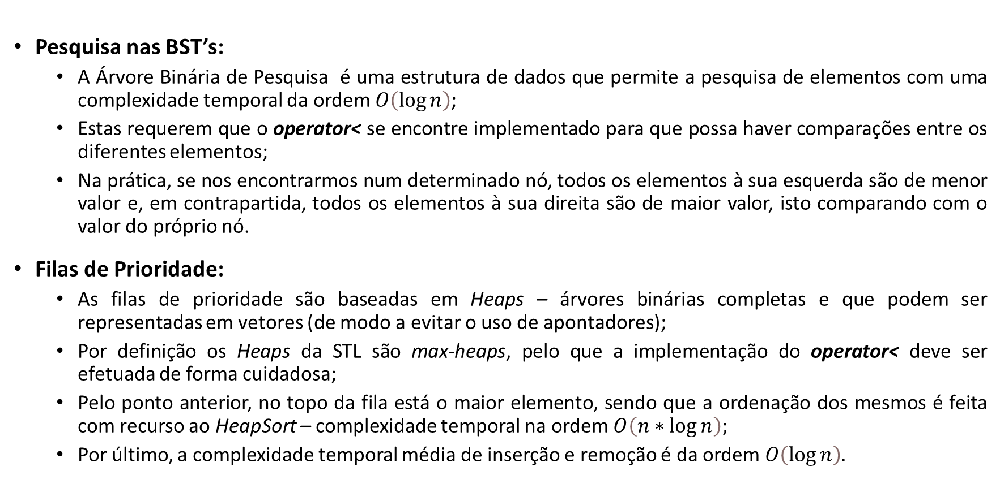 • Pesquisa nas BST’s:
• A Árvore Binária de Pesquisa  é uma estrutura de dados que permite a pesquisa de elementos com uma
complexidade temporal da ordem O(log n);
• Estas requerem que o operator< se encontre implementado para que possa haver comparações entre os
diferentes elementos;
• Na prática, se nos encontrarmos num determinado nó, todos os elementos à sua esquerda são de menor
valor e, em contrapartida, todos os elementos à sua direita são de maior valor, isto comparando com o
valor do próprio nó.
• Filas de Prioridade:
• As filas de prioridade são baseadas em Heaps – árvores binárias completas e que podem ser
representadas em vetores (de modo a evitar o uso de apontadores);
• Por definição os Heaps da STL são max-heaps, pelo que a implementação do operator< deve ser
efetuada de forma cuidadosa;
• Pelo ponto anterior, no topo da fila está o maior elemento, sendo que a ordenação dos mesmos é feita
com recurso ao HeapSort – complexidade temporal na ordem O(n ∗ log n);
• Por último, a complexidade temporal média de inserção e remoção é da ordem O(log n).